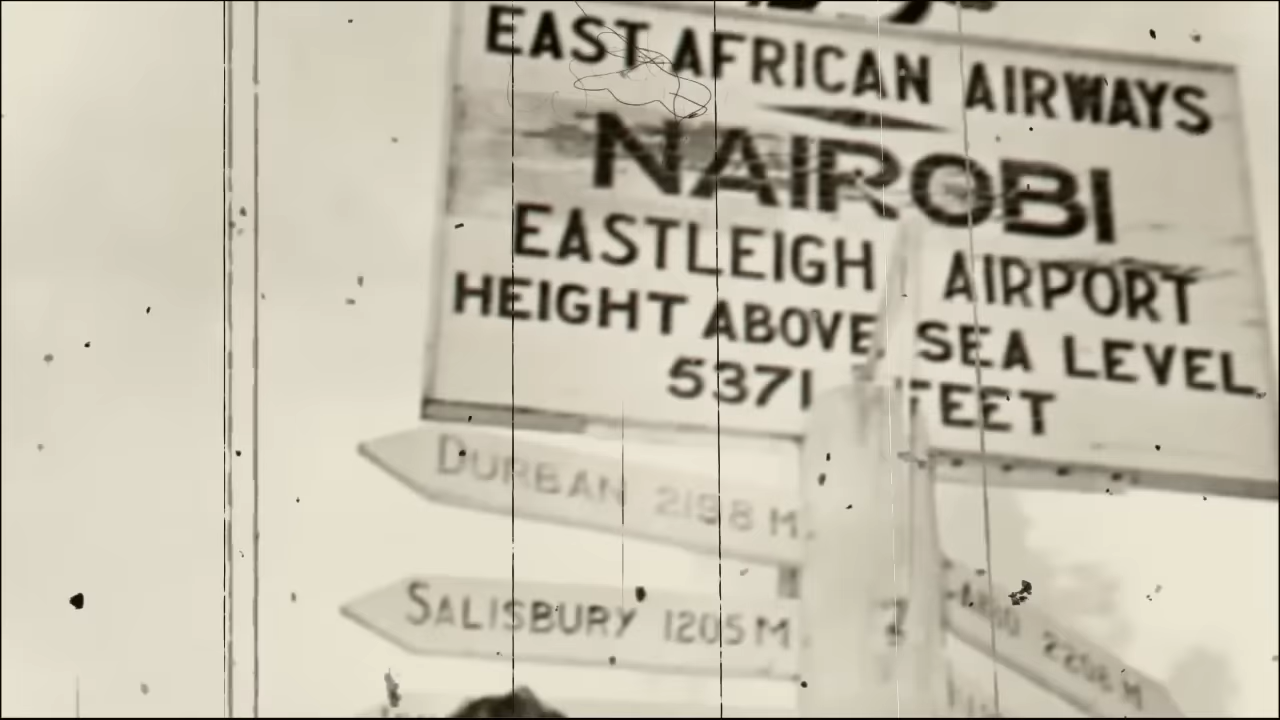 EAST AFRICAN AIRWAYS
NAIROBI
EASTLEIGH AIRPORT
HEIGHT ABOVE SEA LEVEL
5371 FEET
DURBAN 2198 M.
SALISBURY 1205 M.